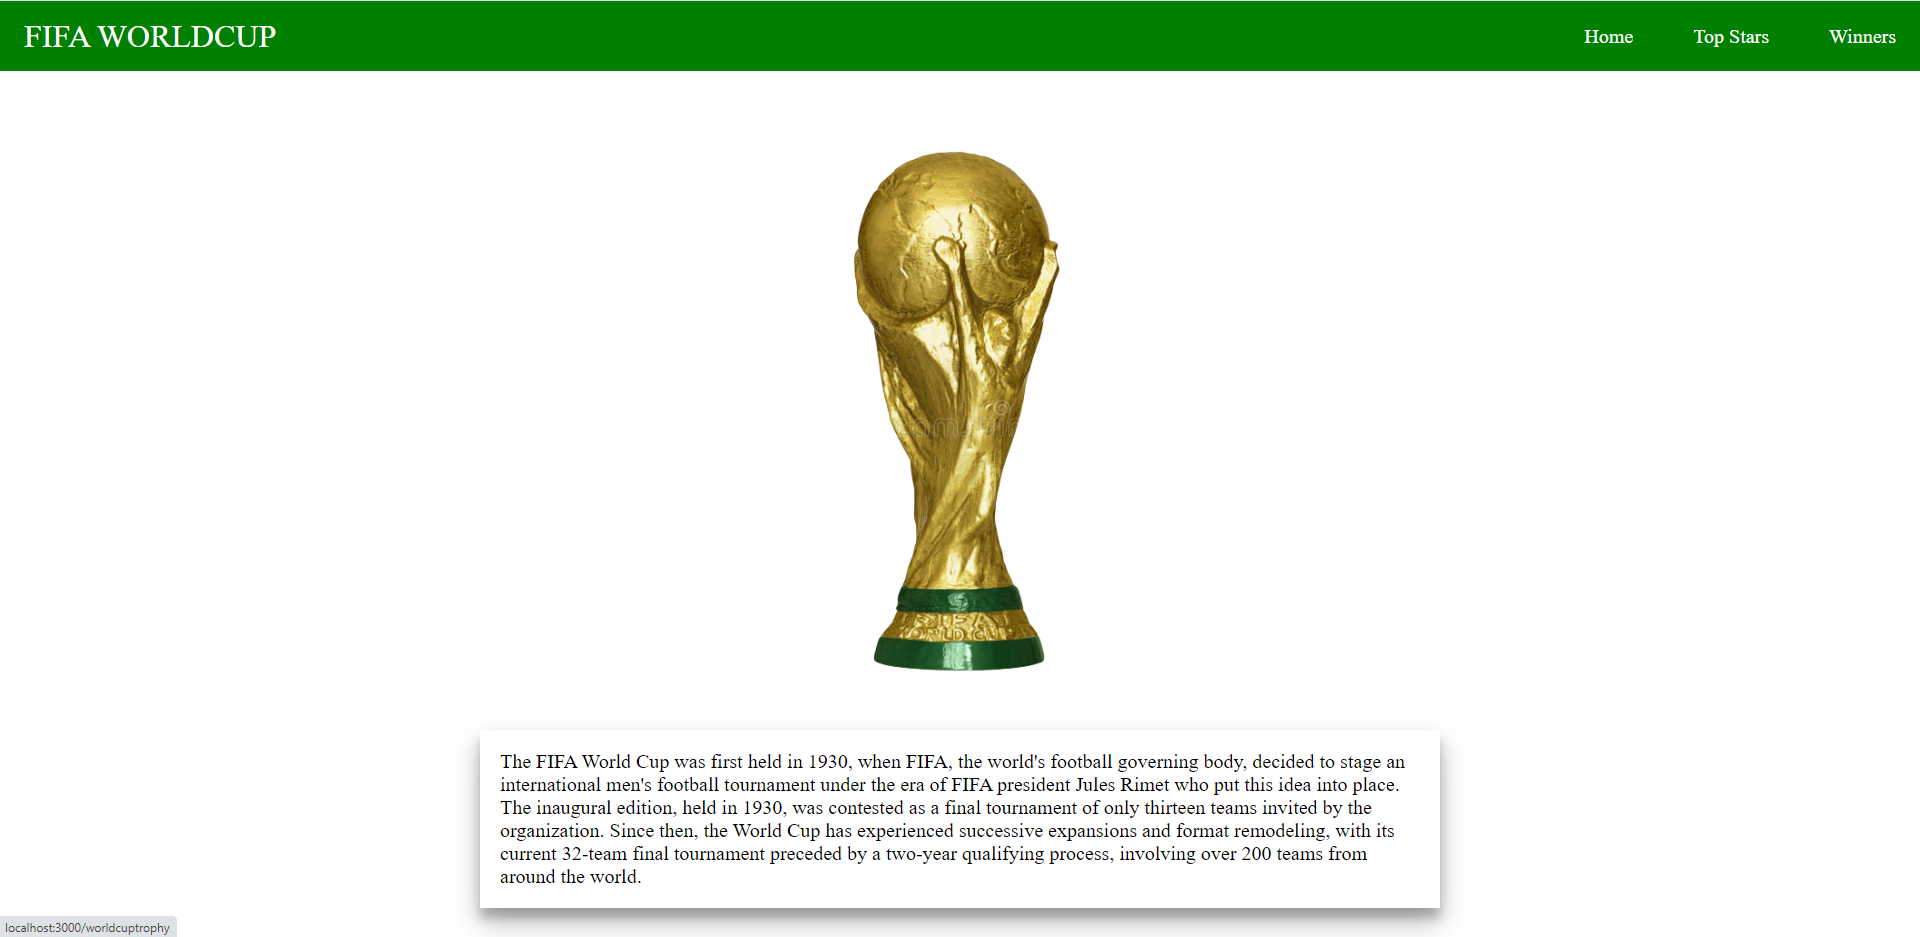 FIFA WORLDCUP
Home Top Stars Winners
FIFA
WORLD CUP
The FIFA World Cup was first held in 1930, when FIFA, the world's football governing body, decided to stage an
international men's football tournament under the era of FIFA president Jules Rimet who put this idea into place.
The inaugural edition, held in 1930, was contested as a final tournament of only thirteen teams invited by the
organization. Since then, the World Cup has experienced successive expansions and format remodeling, with its
current 32-team final tournament preceded by a two-year qualifying process, involving over 200 teams from
around the world.
localhost:3000/worldcuptrophy